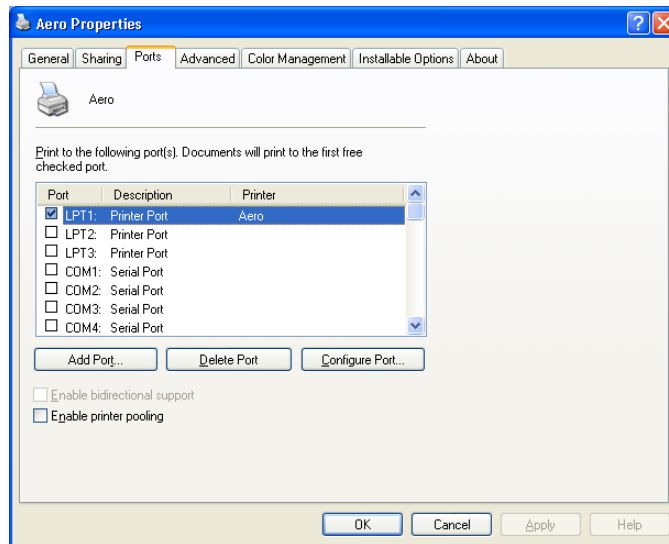 Aero Properties
General Sharing Ports Advanced Color Management Installable Options About
Aero
Print to the following port(s). Documents will print to the first free
checked port.
Port Description Printer
LPT1: Printer Port Aero
LPT2: Printer Port
LPT3: Printer Port
COM1: Serial Port
COM2: Serial Port
COM3: Serial Port
COM4: Serial Port
Add Port... Delete Port Configure Port...
Enable bidirectional support
Enable printer pooling
OK Cancel Apply Help